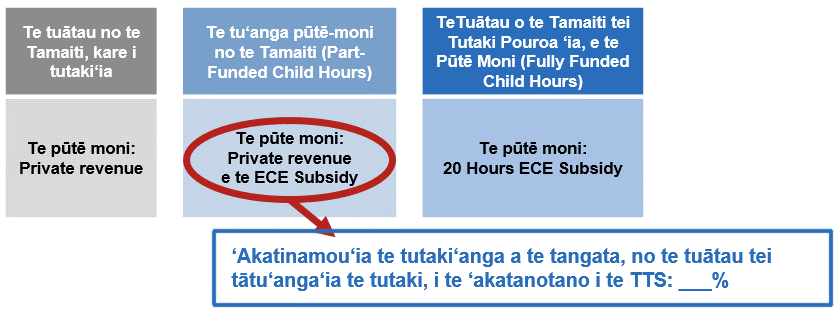 Te tuātau no te
Tamaiti, kare i
tutaki‘ia
Te tu‘anga pūtē-moni
no te Tamaiti (Part-
Funded Child Hours)
TeTuātau o te Tamaiti tei
Tutaki Pouroa ‘ia, e te
Pūtē Moni (Fully Funded
Child Hours)
Te pūtē moni:
Private revenue
Te pūte moni:
Private revenue
e te ECE Subsidy
Te pūtē moni:
20 Hours ECE Subsidy
‘Akatinamou‘ia te tutaki‘anga a te tangata, no te tuātau tei
tātu‘anga‘ia te tutaki, i te ‘akatanotano i te TTS: ___%